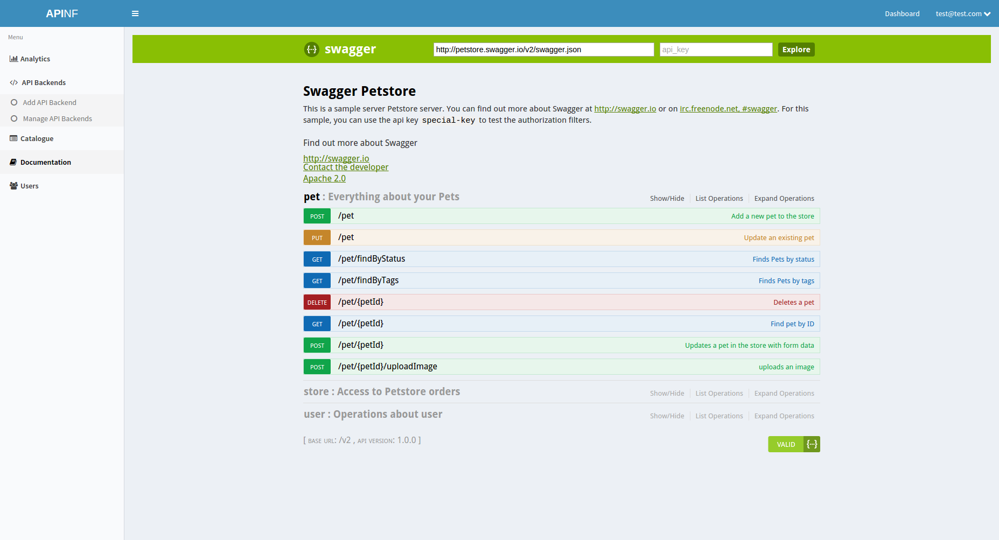 APINF
Dashboard
test@test.com
Menu
Analytics
API Backends
Add API Backend
Manage API Backends
Catalogue
Documentation
Users
{··} swagger
http://petstore.swagger.io/v2/swagger.json
api_key
Explore
Swagger Petstore
This is a sample server Petstore server. You can find out more about Swagger at http://swagger.io or on irc.freenode.net, #swagger. For this
sample, you can use the api key special-key to test the authorization filters.
Find out more about Swagger
http://swagger.io
Contact the developer
Apache 2.0
pet : Everything about your Pets
Show/Hide
List Operations
Expand Operations
POST /pet Add a new pet to the store
PUT /pet Update an existing pet
GET /pet/findByStatus Finds Pets by status
GET /pet/findByTags Finds Pets by tags
DELETE /pet/{petId} Deletes a pet
GET /pet/{petId} Find pet by ID
POST /pet/{petId} Updates a pet in the store with form data
POST /pet/{petId}/uploadImage uploads an image
store : Access to Petstore orders
Show/Hide
List Operations
Expand Operations
user : Operations about user
Show/Hide
List Operations
Expand Operations
[ BASE URL: /v2 , API VERSION: 1.0.0 ]
VALID {···}